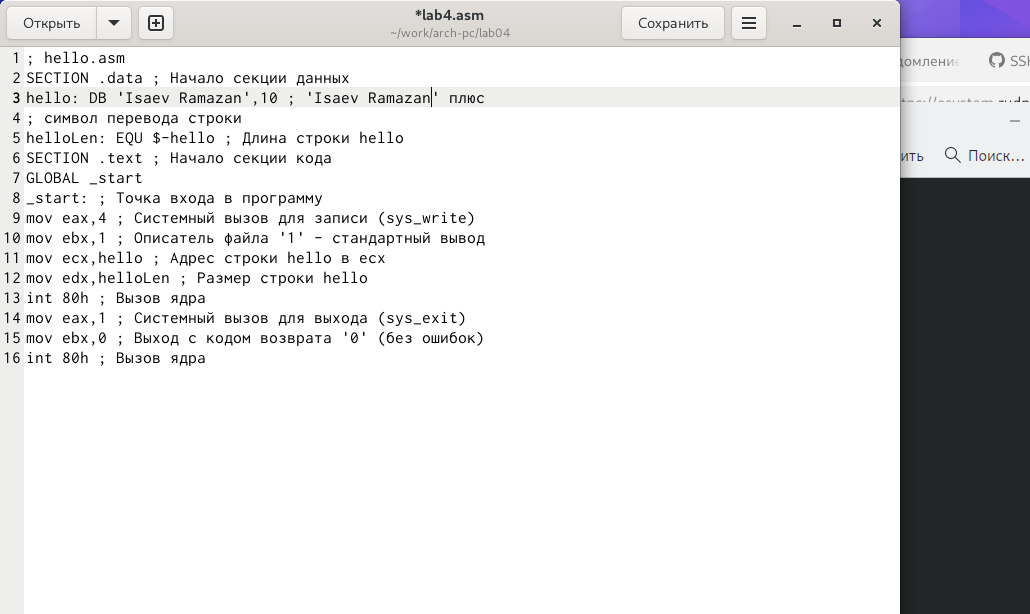 Открыть
*lab4.asm
~/work/arch-pc/lab04
Сохранить
1 ; hello.asm
2 SECTION .data ; Начало секции данных
3 hello: DB 'Isaev Ramazan',10 ; 'Isaev Ramazan' плюс
4 ; символ перевода строки
5 helloLen: EQU $-hello ; Длина строки hello
6 SECTION .text ; Начало секции кода
7 GLOBAL _start
8 _start: ; Точка входа в программу
9 mov eax,4 ; Системный вызов для записи (sys_write)
10 mov ebx,1 ; Описатель файла '1' - стандартный вывод
11 mov ecx,hello ; Адрес строки hello в ecx
12 mov edx,helloLen ; Размер строки hello
13 int 80h ; Вызов ядра
14 mov eax,1 ; Системный вызов для выхода (sys_exit)
15 mov ebx,0 ; Выход с кодом возврата '0' (без ошибок)
16 int 80h ; Вызов ядра
домление
SSH
ить
Поиск...